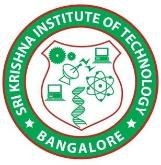 SRI KRISHNA INSTITUTE OF TECHNOLOGY
BANGALORE